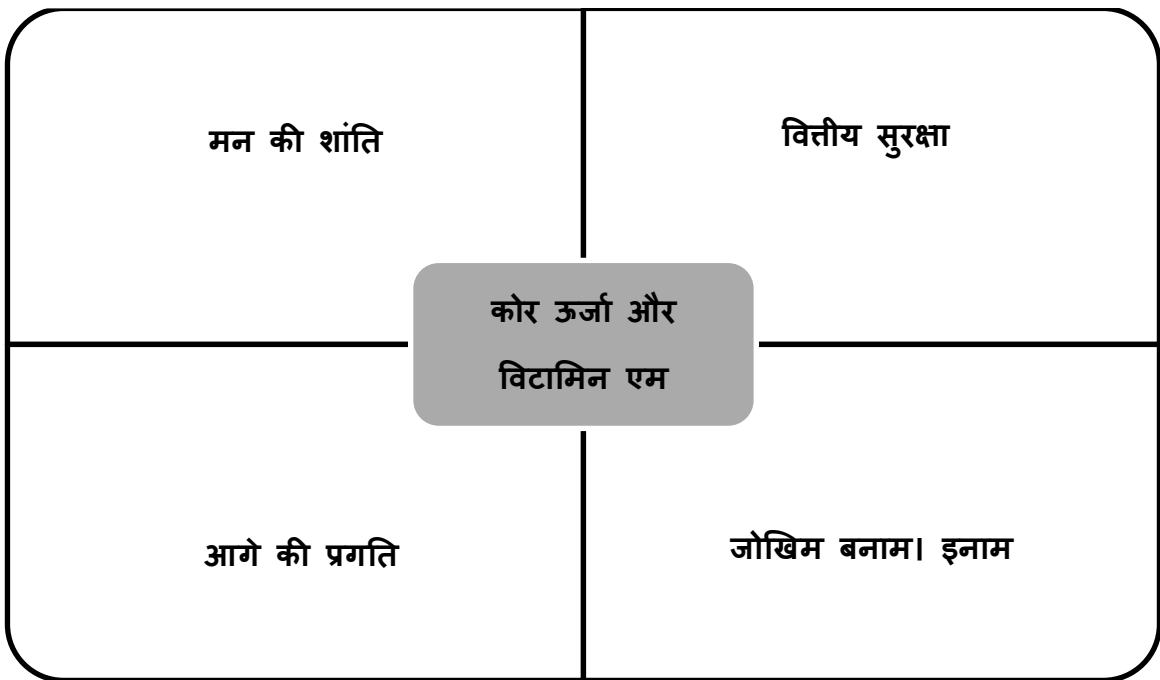 मन की शांति
वित्तीय सुरक्षा
कोर ऊर्जा और
विटामिन एम
आगे की प्रगति
जोखिम बनाम। इनाम